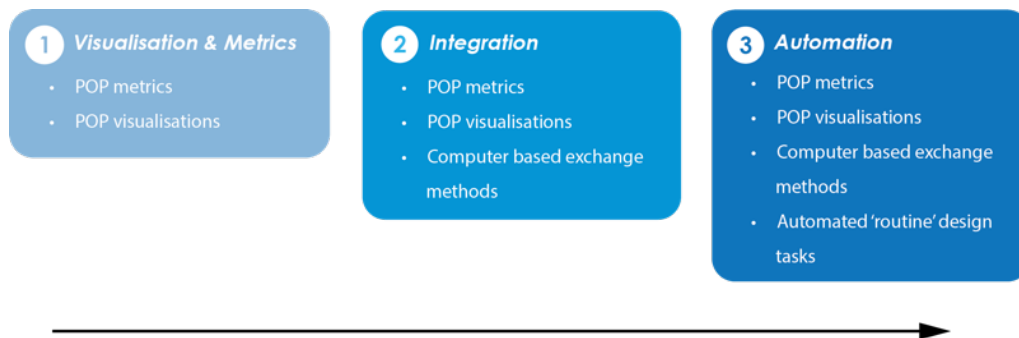 1 Visualisation & Metrics
• POP metrics
• POP visualisations
2 Integration
• POP metrics
• POP visualisations
• Computer based exchange
methods
3 Automation
• POP metrics
• POP visualisations
• Computer based exchange
methods
• Automated 'routine' design
tasks